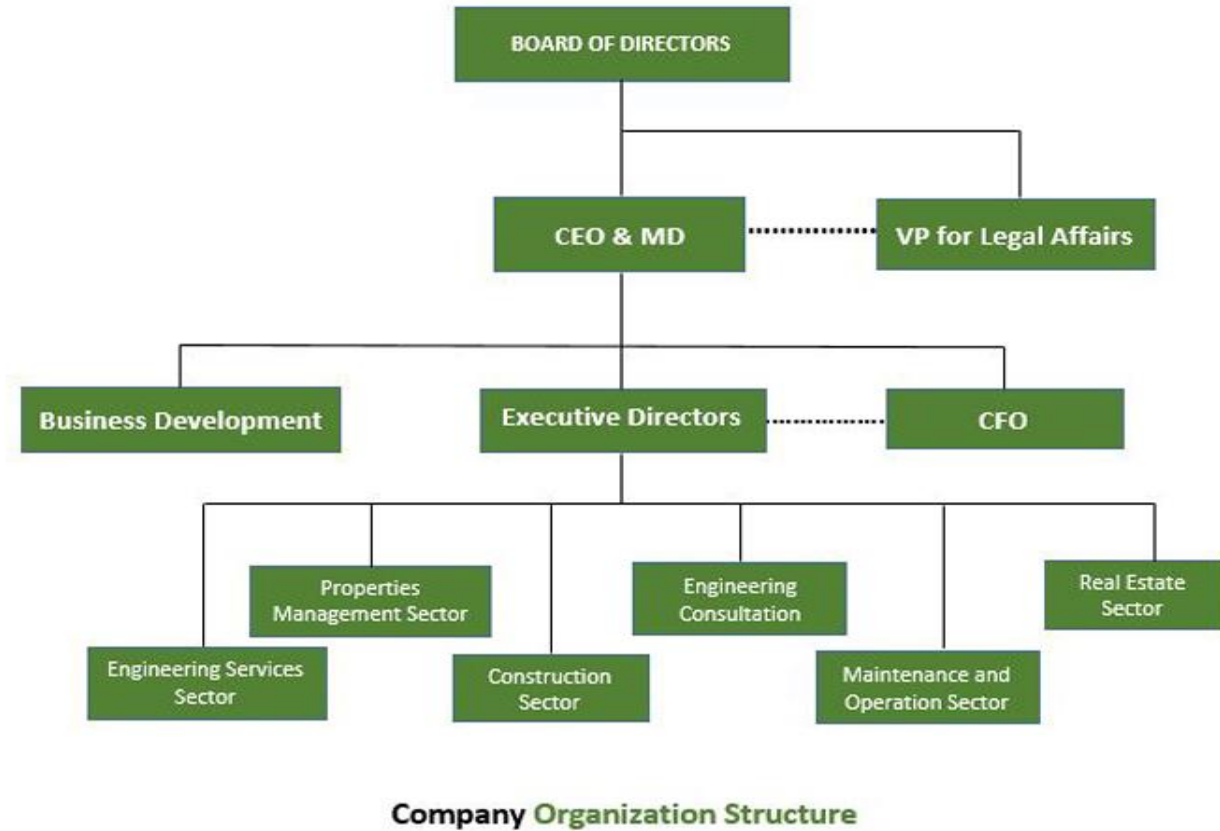 BOARD OF DIRECTORS
CEO & MD
VP for Legal Affairs
Business Development
Executive Directors
CFO
Properties
Management Sector
Engineering
Consultation
Real Estate
Sector
Engineering Services
Sector
Construction
Sector
Maintenance and
Operation Sector
Company Organization Structure